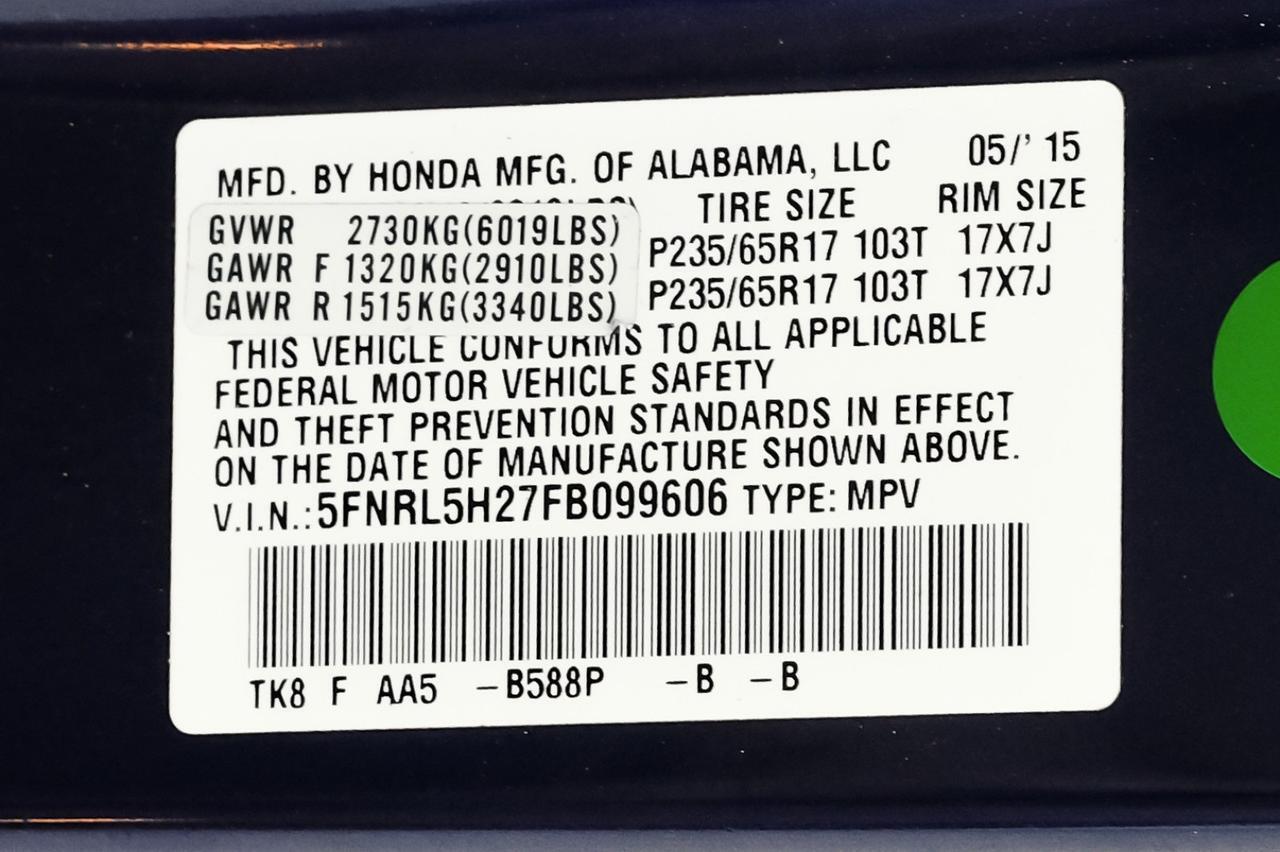 MFD. BY HONDA MFG. OF ALABAMA, LLC 05/' 15
TIRE SIZE RIM SIZE
GVWR 2730KG(6019LBS)
GAWR F 1320KG(2910LBS) P235/65R17 103T 17X7J
GAWR R 1515KG(3340LBS) P235/65R17 103T 17X7J
THIS VEHICLE CONFORMS TO ALL APPLICABLE
FEDERAL MOTOR VEHICLE SAFETY
AND THEFT PREVENTION STANDARDS IN EFFECT
ON THE DATE OF MANUFACTURE SHOWN ABOVE.
V.I.N.:5FNRL5H27FB099606 TYPE: MPV
TK8 F AA5 –B588P –B –B